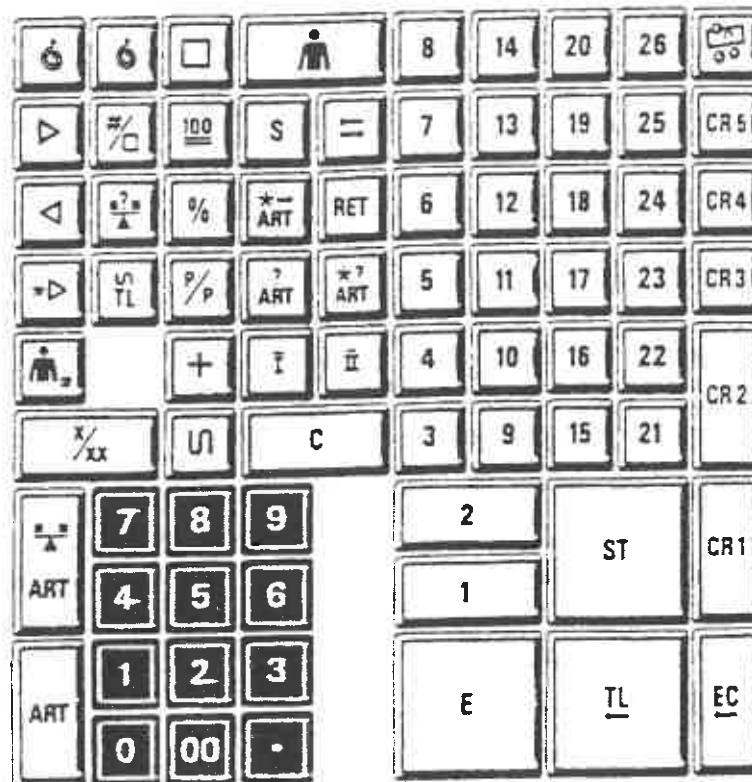 8 14 20 26
#/□ 100 S 7 13 19 25 CR5
? % *– ART RET 6 12 18 24 CR4
* TL P/P ? ART * ? ART 5 11 17 23 CR3
# + I II 4 10 16 22 CR2
X/XX C 3 9 15 21
ART 7 8 9 2 ST CR1
4 5 6 1
ART 1 2 3 E TL EC
0 00 •